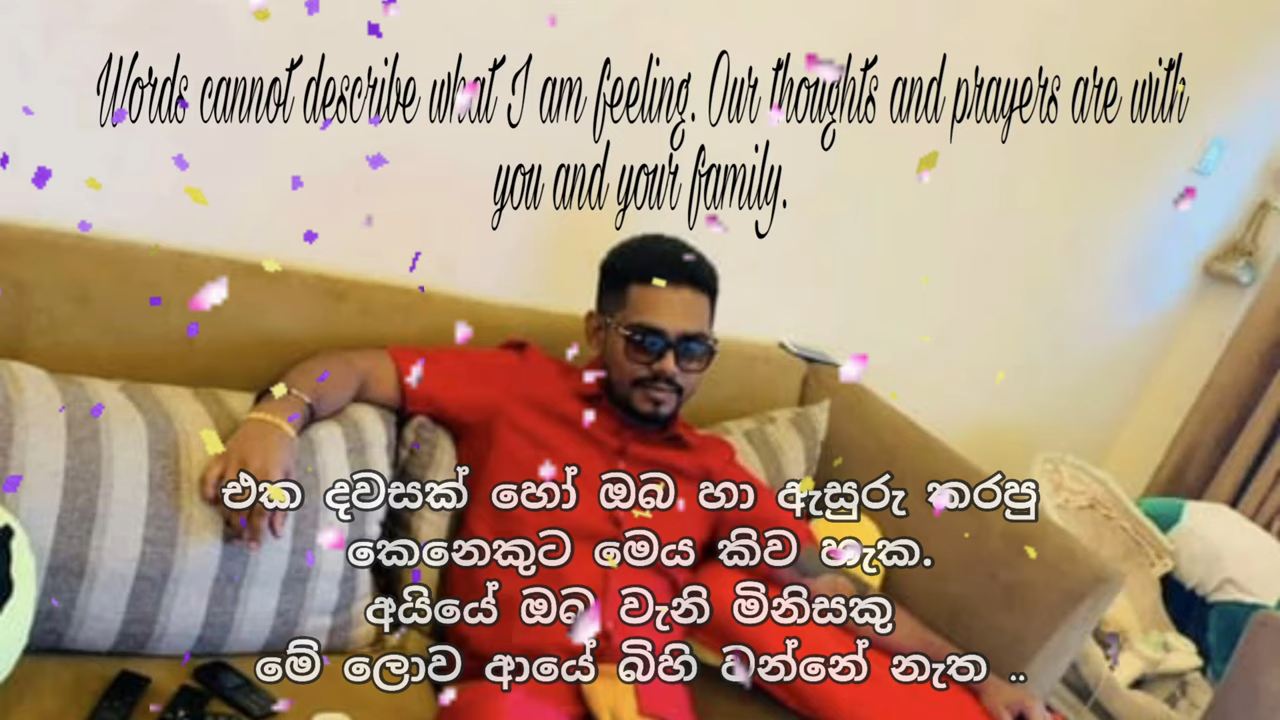 Words cannot describe what I am feeling. Our thoughts and prayers are with
you and your family.
එක දවසක් හෝ ඔබ හා ඇසුරු කරපු
කෙනෙකුට මෙය කිව හැක.
අයියේ ඔබ වැනි මිනිසකු
මේ ලොව ආයේ බිහි වන්නේ නැත ..